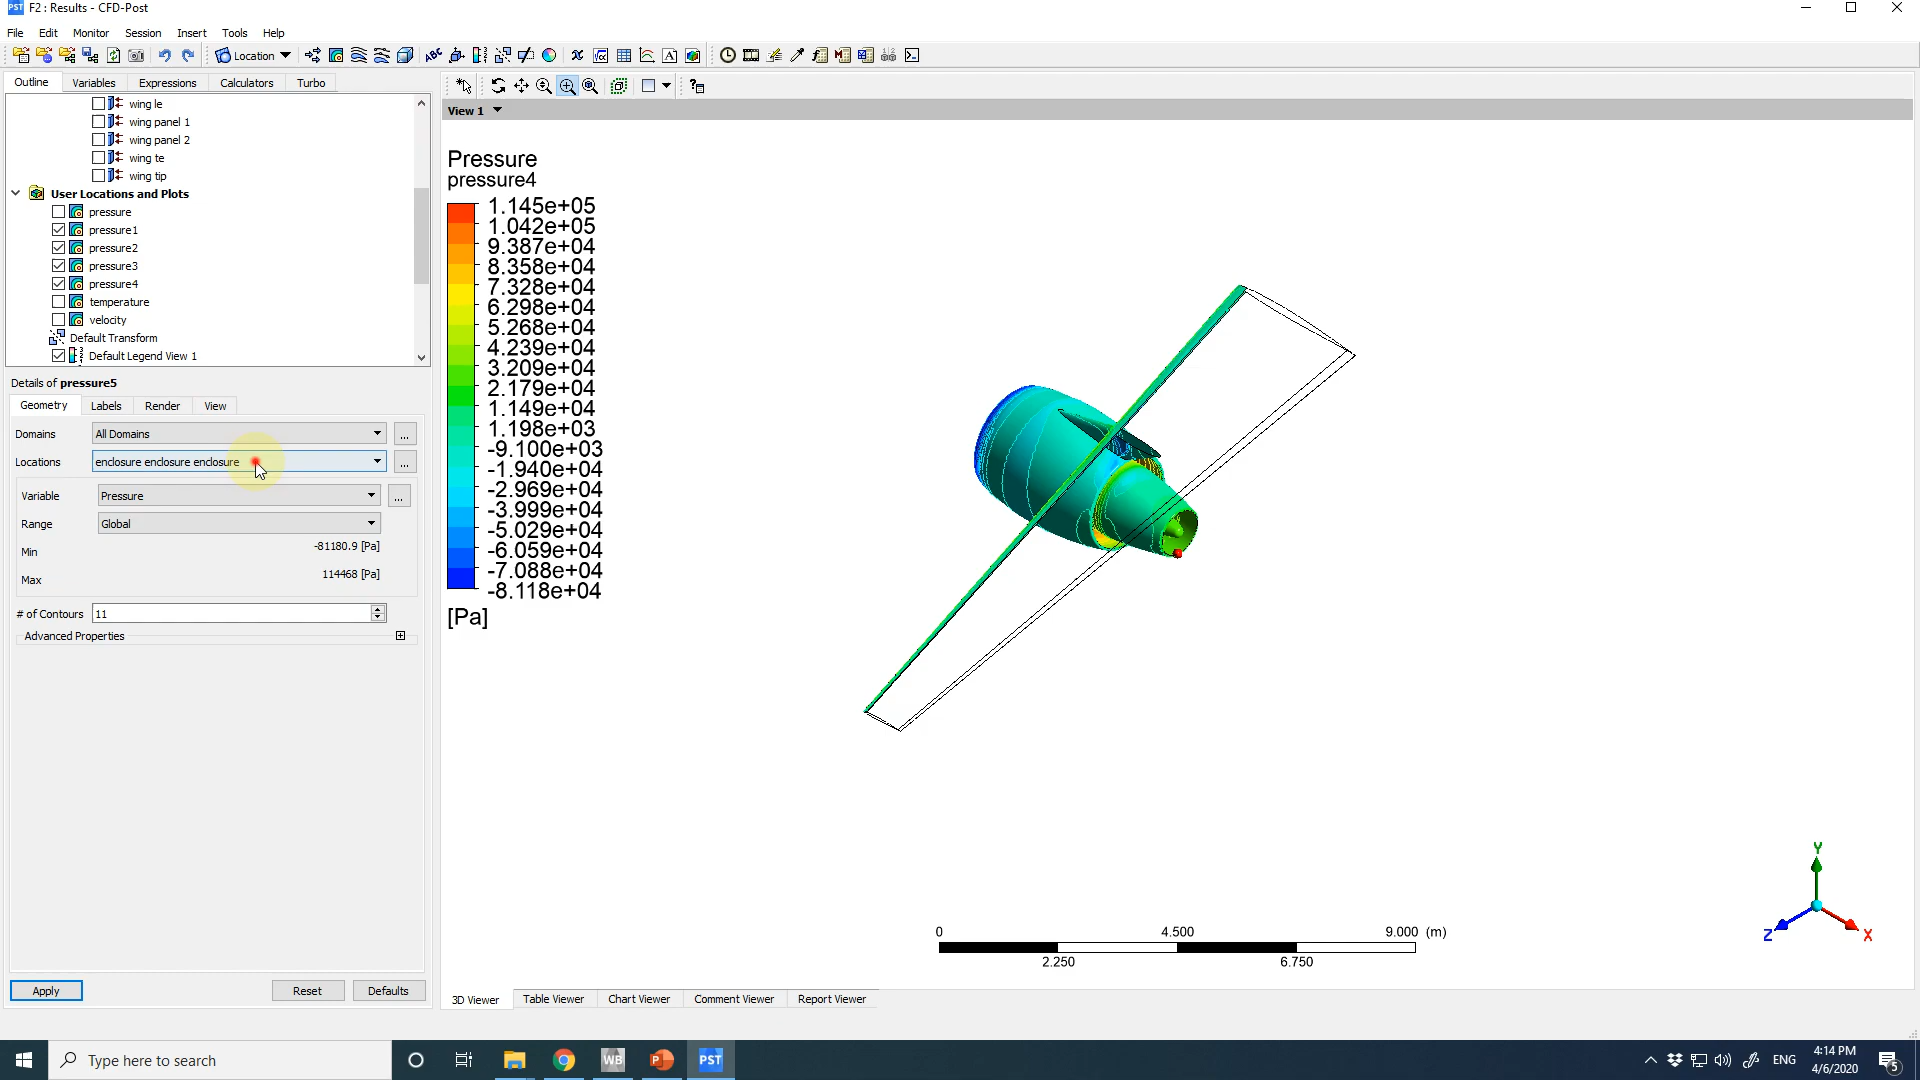 PST F2 : Results - CFD-Post
File Edit Monitor Session Insert Tools Help
Location
Outline Variables Expressions Calculators Turbo
wing le
wing panel 1
wing panel 2
wing te
wing tip
User Locations and Plots
pressure
pressure1
pressure2
pressure3
pressure4
temperature
velocity
Default Transform
Default Legend View 1
Details of pressure5
Geometry Labels Render View
Domains All Domains ...
Locations enclosure enclosure enclosure ...
Variable Pressure ...
Range Global
Min -81180.9 [Pa]
Max 114468 [Pa]
# of Contours 11
Advanced Properties
Apply Reset Defaults
View 1
Pressure
pressure4
1.145e+05
1.042e+05
9.387e+04
8.358e+04
7.328e+04
6.298e+04
5.268e+04
4.239e+04
3.209e+04
2.179e+04
1.149e+04
1.198e+03
-9.100e+03
-1.940e+04
-2.969e+04
-3.999e+04
-5.029e+04
-6.059e+04
-7.088e+04
-8.118e+04
[Pa]
0 4.500 9.000 (m)
2.250 6.750
Y
Z X
3D Viewer Table Viewer Chart Viewer Comment Viewer Report Viewer
Type here to search
WB P PST
ENG
4:14 PM
4/6/2020
5